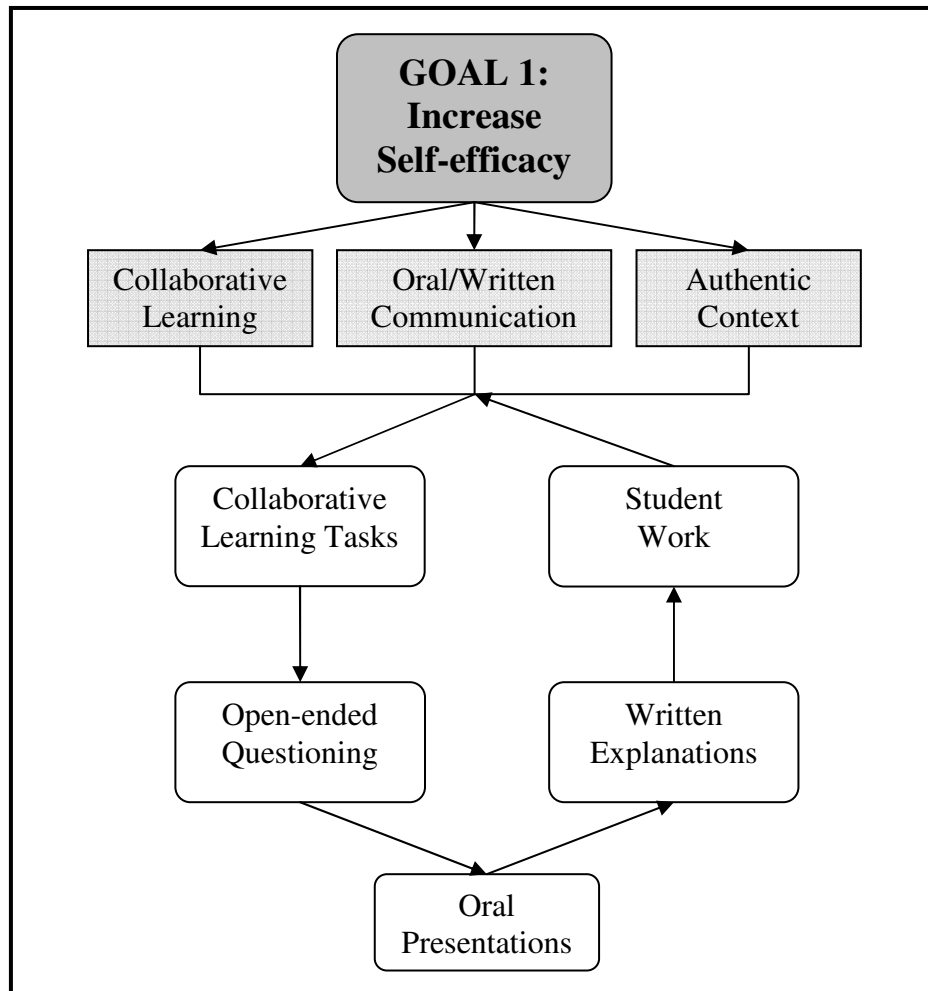 GOAL 1:
Increase
Self-efficacy
Collaborative
Learning
Oral/Written
Communication
Authentic
Context
Collaborative
Learning Tasks
Student
Work
Open-ended
Questioning
Written
Explanations
Oral
Presentations